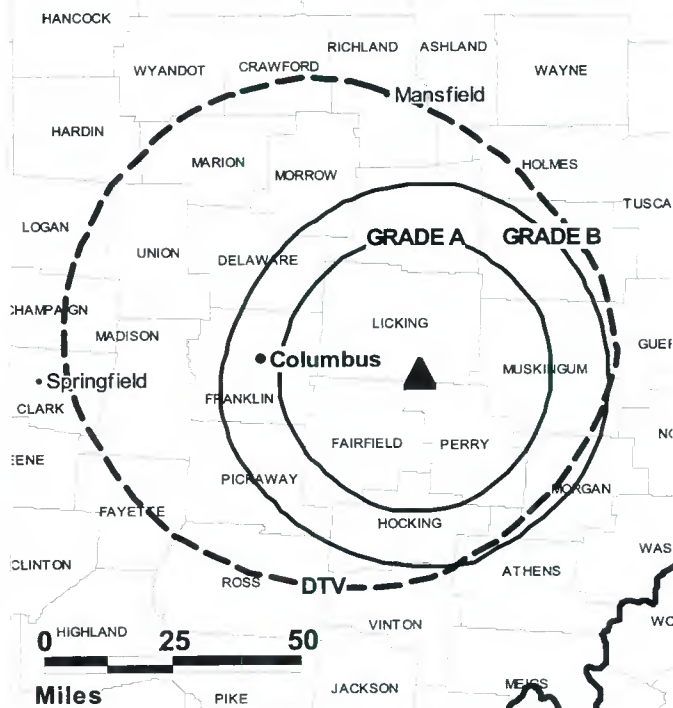 HANCOCK
RICHLAND ASHLAND
WYANDOT CRAWFORD WAYNE
Mansfield
HARDIN
MARION MORROW HOLMES
TUSCA
LOGAN
GRADE A GRADE B
UNION DELAWARE
CHAMPAIGN
LICKING
MADISON
GUER
Columbus
MUSKINGUM
Springfield
FRANKLIN
CLARK
FAIRFIELD PERRY
NO
EENE
PICKAWAY MORGAN
FAYETTE
HOCKING
WAS
CLINTON ATHENS
ROSS DTV
WO
VINTON
0 HIGHLAND 25 50
JACKSON MEIGS
Miles PIKE